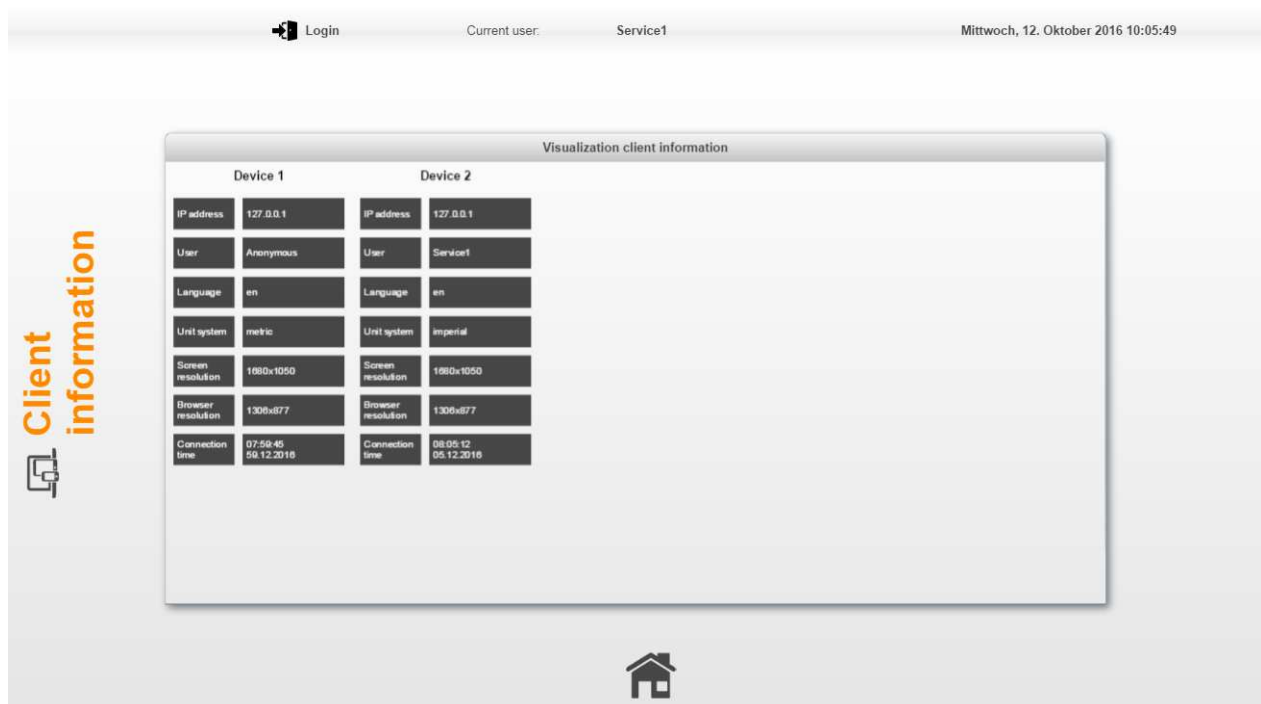 Login Current user: Service1 Mittwoch, 12. Oktober 2016 10:05:49
Visualization client information
Device 1 Device 2
IP address 127.0.0.1 IP address 127.0.0.1
User Anonymous User Service1
Language en Language en
Unit system metric Unit system imperial
Screen resolution 1680x1050 Screen resolution 1680x1050
Browser resolution 1306x877 Browser resolution 1306x877
Connection time 07:59:45 59.12.2016 Connection time 08:05:12 05.12.2016
Client
information